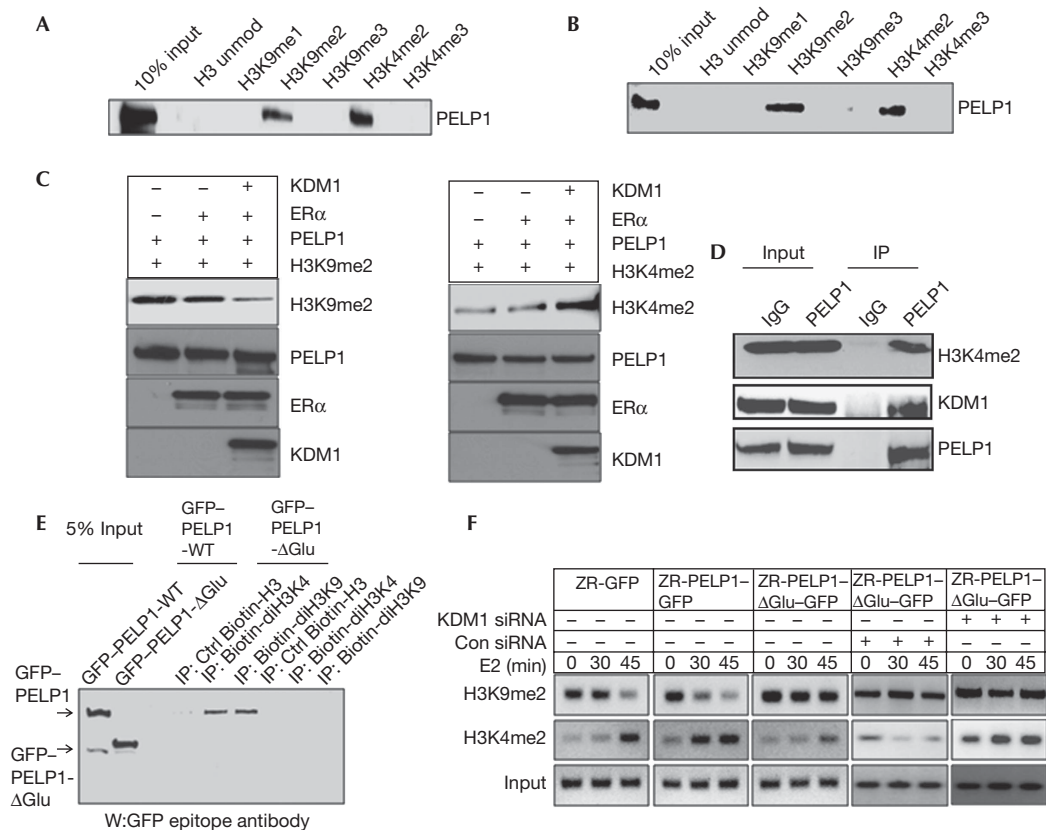 A
10% input
H3 unmod
H3K9me1
H3K9me2
H3K9me3
H3K4me2
H3K4me3
PELP1
B
10% input
H3 unmod
H3K9me1
H3K9me2
H3K9me3
H3K4me2
H3K4me3
PELP1
C
– – + KDM1
– + + ERα
+ + + PELP1
+ + + H3K9me2
H3K9me2
PELP1
ERα
KDM1
– – + KDM1
– + + ERα
+ + + PELP1
+ + + H3K4me2
H3K4me2
PELP1
ERα
KDM1
D
Input IP
IgG
PELP1
IgG
PELP1
H3K4me2
KDM1
PELP1
E
5% Input
GFP–
PELP1
-WT
GFP–
PELP1
-ΔGlu
GFP–PELP1-WT
GFP–PELP1-ΔGlu
IP: Ctrl Biotin-H3
IP: Biotin-diH3K4
IP: Biotin-diH3K9
IP: Ctrl Biotin-H3
IP: Biotin-diH3K4
IP: Biotin-diH3K9
GFP–
PELP1
GFP–
PELP1-
ΔGlu
W:GFP epitope antibody
F
ZR-GFP
ZR-PELP1–
GFP
ZR-PELP1–
ΔGlu–GFP
ZR-PELP1–
ΔGlu–GFP
ZR-PELP1–
ΔGlu–GFP
KDM1 siRNA – – – – – – – – – – – – + + +
Con siRNA – – – – – – – – – + + + – – –
E2 (min) 0 30 45 0 30 45 0 30 45 0 30 45 0 30 45
H3K9me2
H3K4me2
Input